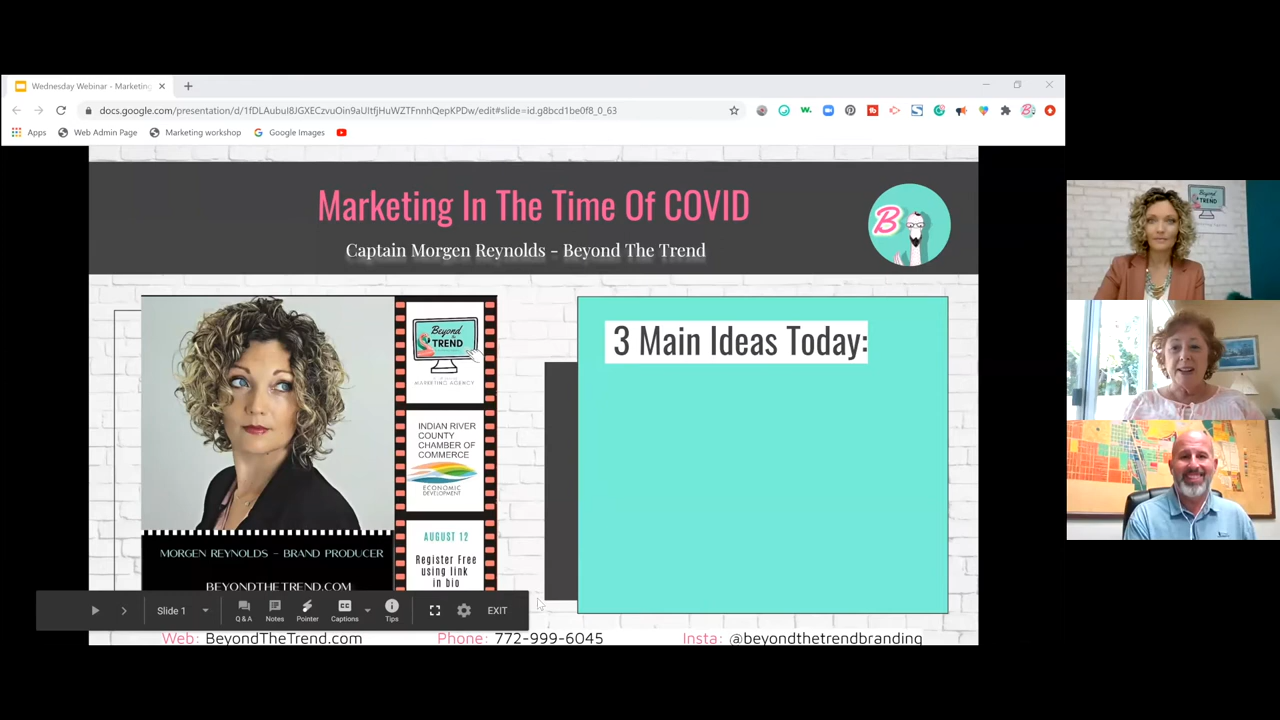 Wednesday Webinar - Marketing
docs.google.com/presentation/d/1fDLAubuI8JGXECzvuOin9aUItfjHuWZTFnnhQepKPDw/edit#slide=id.g8bcd1be0f8_0_63
Apps Web Admin Page Marketing workshop Google Images
Marketing In The Time Of COVID
Captain Morgen Reynolds - Beyond The Trend
B
3 Main Ideas Today:
Beyond
the
TREND
MARKETING AGENCY
INDIAN RIVER
COUNTY
CHAMBER OF
COMMERCE
ECONOMIC
DEVELOPMENT
AUGUST 12
Register Free
using link
in bio
MORGEN REYNOLDS - BRAND PRODUCER
BEYONDTHETREND.COM
Slide 1 Q & A Notes Pointer Captions Tips EXIT
Web: BeyondTheTrend.com Phone: 772-999-6045 Insta: @beyondthetrendbranding
Beyond
the
TREND